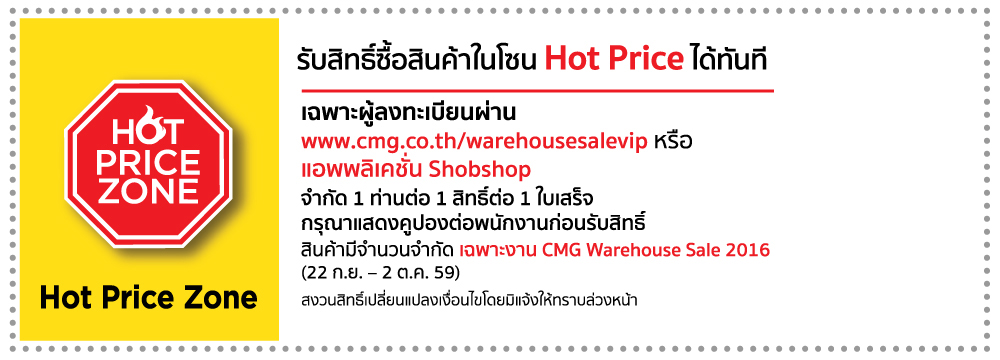 HOT
PRICE
ZONE
Hot Price Zone
รับสิทธิ์ซื้อสินค้าในโซน Hot Price ได้ทันที
เฉพาะผู้ลงทะเบียนผ่าน
www.cmg.co.th/warehousesalevip หรือ
แอพพลิเคชั่น Shobshop
จำกัด 1 ท่านต่อ 1 สิทธิ์ต่อ 1 ใบเสร็จ
กรุณาแสดงคูปองต่อพนักงานก่อนรับสิทธิ์
สินค้ามีจำนวนจำกัด เฉพาะงาน CMG Warehouse Sale 2016
(22 ก.ย. – 2 ต.ค. 59)
สงวนสิทธิ์เปลี่ยนแปลงเงื่อนไขโดยมิแจ้งให้ทราบล่วงหน้า